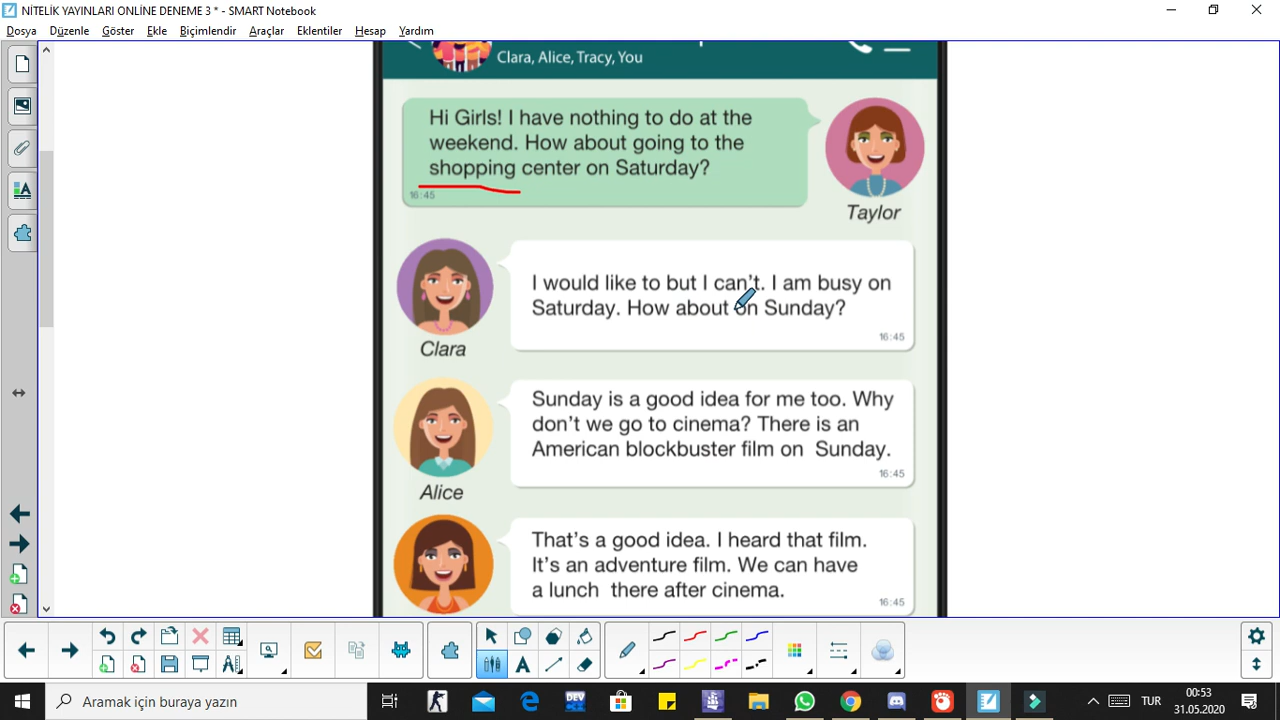 NİTELİK YAYINLARI ONLİNE DENEME 3 * - SMART Notebook
Dosya Düzenle Göster Ekle Biçimlendir Araçlar Eklentiler Hesap Yardım
Clara, Alice, Tracy, You
Hi Girls! I have nothing to do at the
weekend. How about going to the
shopping center on Saturday?
16:45
Taylor
I would like to but I can't. I am busy on
Saturday. How about on Sunday?
16:45
Clara
Sunday is a good idea for me too. Why
don't we go to cinema? There is an
American blockbuster film on Sunday.
16:45
Alice
That's a good idea. I heard that film.
It's an adventure film. We can have
a lunch there after cinema.
16:45
Aramak için buraya yazın
DEV
TUR
00:53
31.05.2020